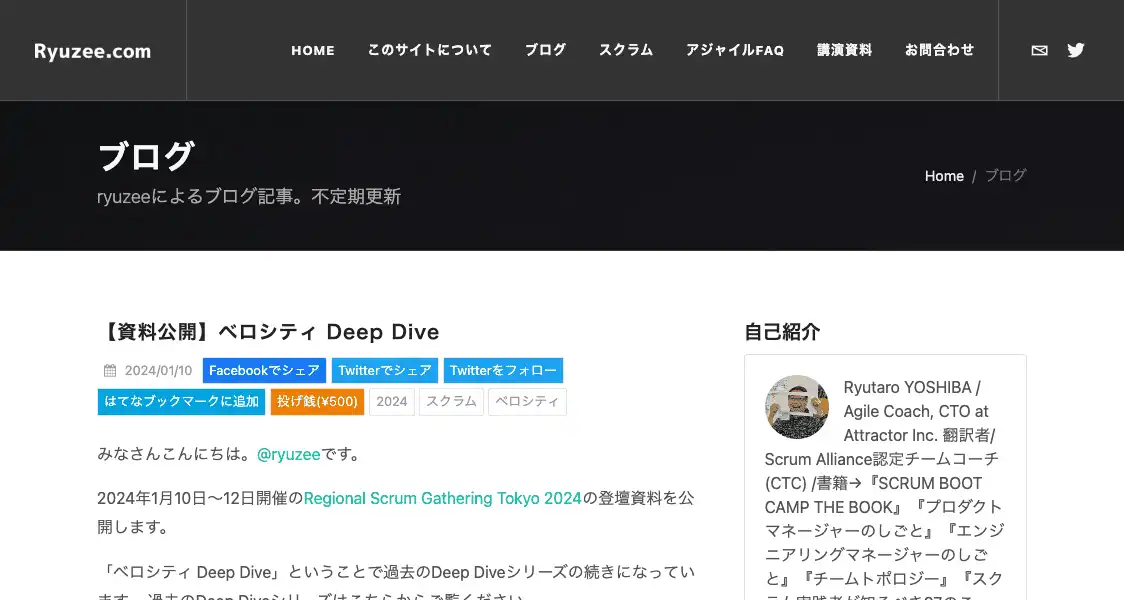 Ryuzee.com
HOME このサイトについて ブログ スクラム アジャイルFAQ 講演資料 お問合わせ
ブログ
ryuzeeによるブログ記事。不定期更新
Home / ブログ
【資料公開】ベロシティ Deep Dive
2024/01/10 Facebookでシェア Twitterでシェア Twitterをフォロー
はてなブックマークに追加 投げ銭(¥500) 2024 スクラム ベロシティ
みなさんこんにちは。@ryuzeeです。
2024年1月10日〜12日開催のRegional Scrum Gathering Tokyo 2024の登壇資料を公
開します。
「ベロシティ Deep Dive」ということで過去のDeep Diveシリーズの続きになってい
ます。過去のDeep Diveシリーズはこちらからご覧ください。
自己紹介
Ryutaro YOSHIBA /
Agile Coach, CTO at
Attractor Inc. 翻訳者/
Scrum Alliance認定チームコーチ
(CTC) /書籍→『SCRUM BOOT
CAMP THE BOOK』『プロダクト
マネージャーのしごと』『エンジ
ニアリングマネージャーのしご
と』『チームトポロジー』『スク
ラム実践者が知るべき97のこ